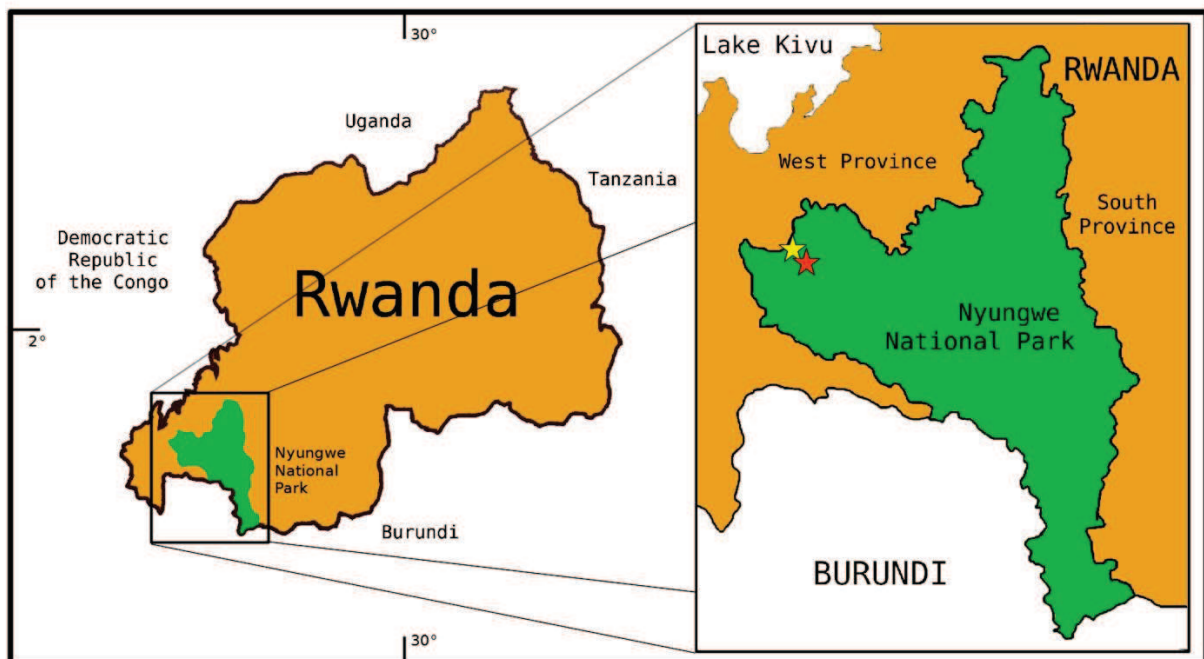 30°
Uganda
Tanzania
Democratic
Republic
of the Congo
Rwanda
2°
Nyungwe
National
Park
Burundi
30°
Lake Kivu
RWANDA
West Province
South
Province
Nyungwe
National Park
BURUNDI